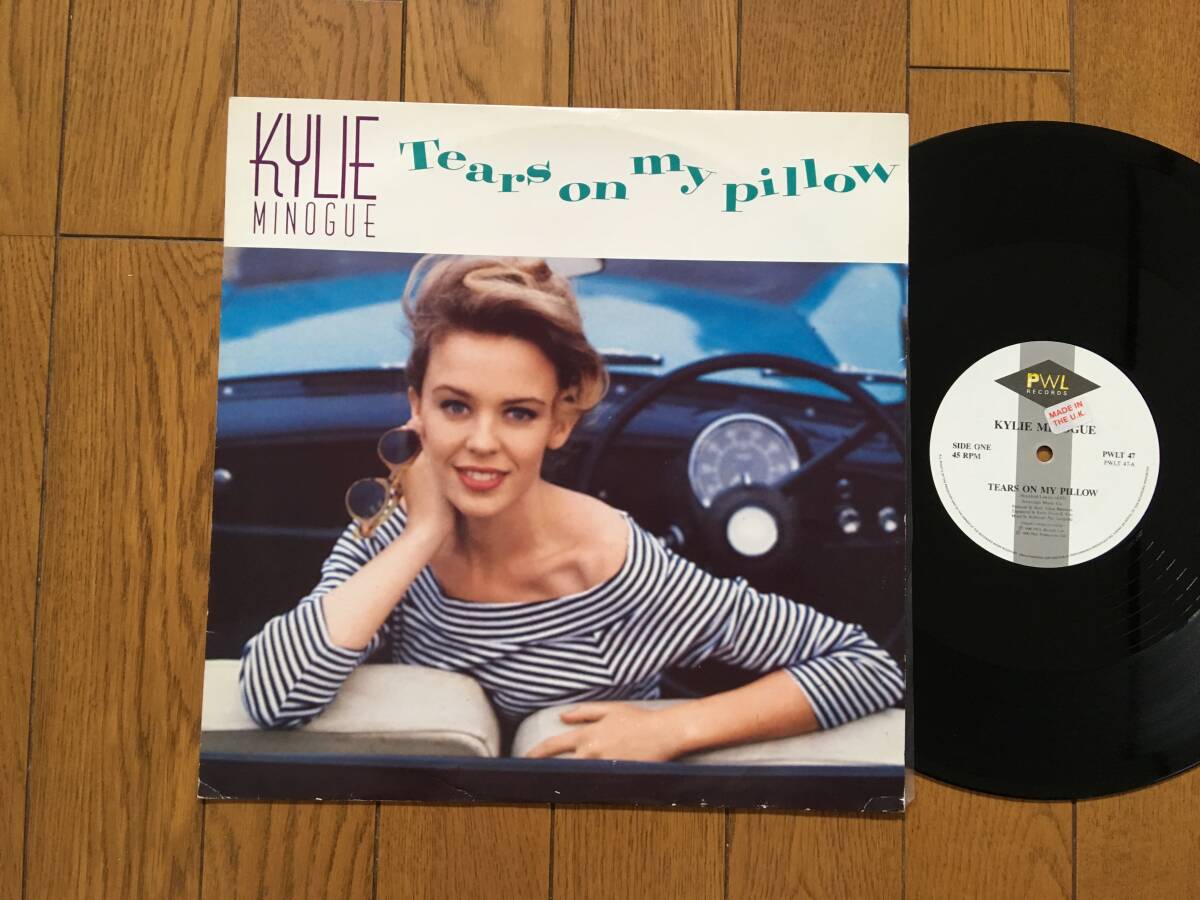 KYLIE
MINOGUE
Tears on my pillow
PWL
RECORDS
MADE IN
THE U.K.
KYLIE MINOGUE
SIDE ONE
45 RPM
PWLT 47
PWLT 47-A
TEARS ON MY PILLOW